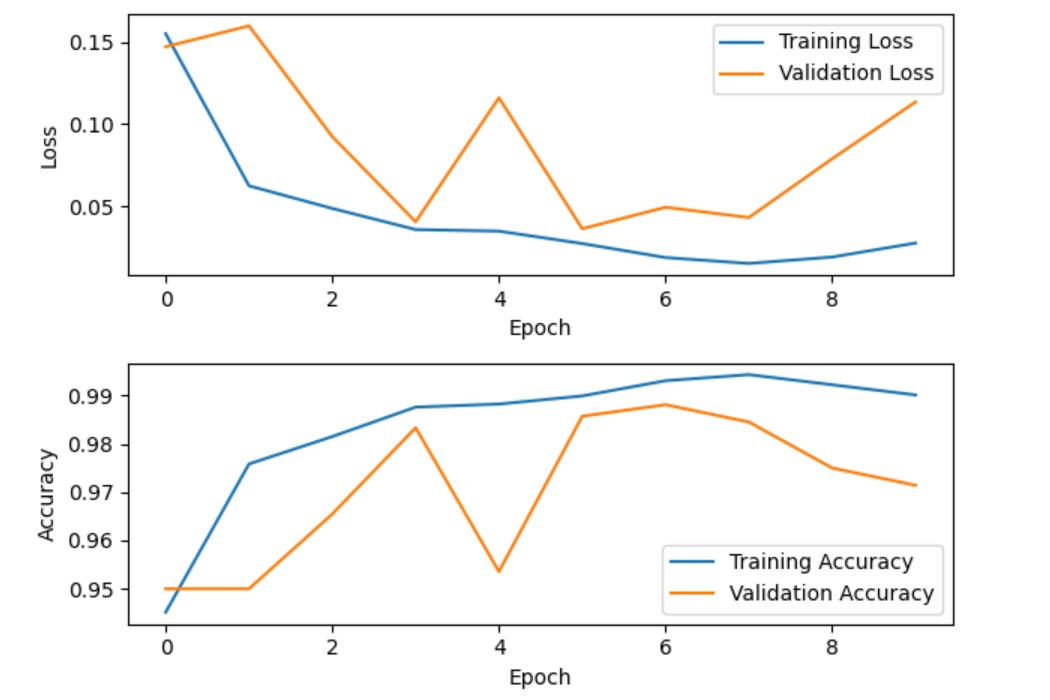 0.15
0.10
0.05
Loss
Training Loss
Validation Loss
0 2 4 6 8
Epoch
0.99
0.98
0.97
0.96
0.95
Accuracy
Training Accuracy
Validation Accuracy
0 2 4 6 8
Epoch